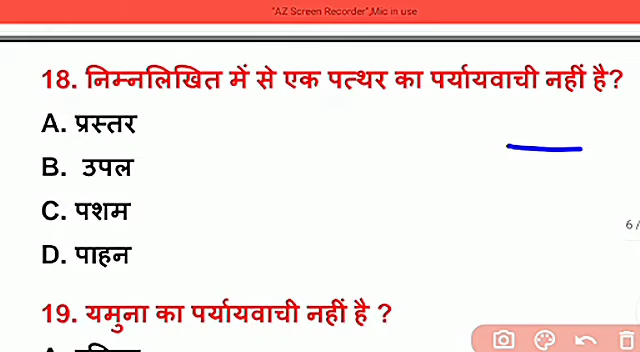 "AZ Screen Recorder",Mic in use
18. निम्नलिखित में से एक पत्थर का पर्यायवाची नहीं है?
A. प्रस्तर
B. उपल
C. पशम
6/
D. पाहन
19. यमुना का पर्यायवाची नहीं है ?